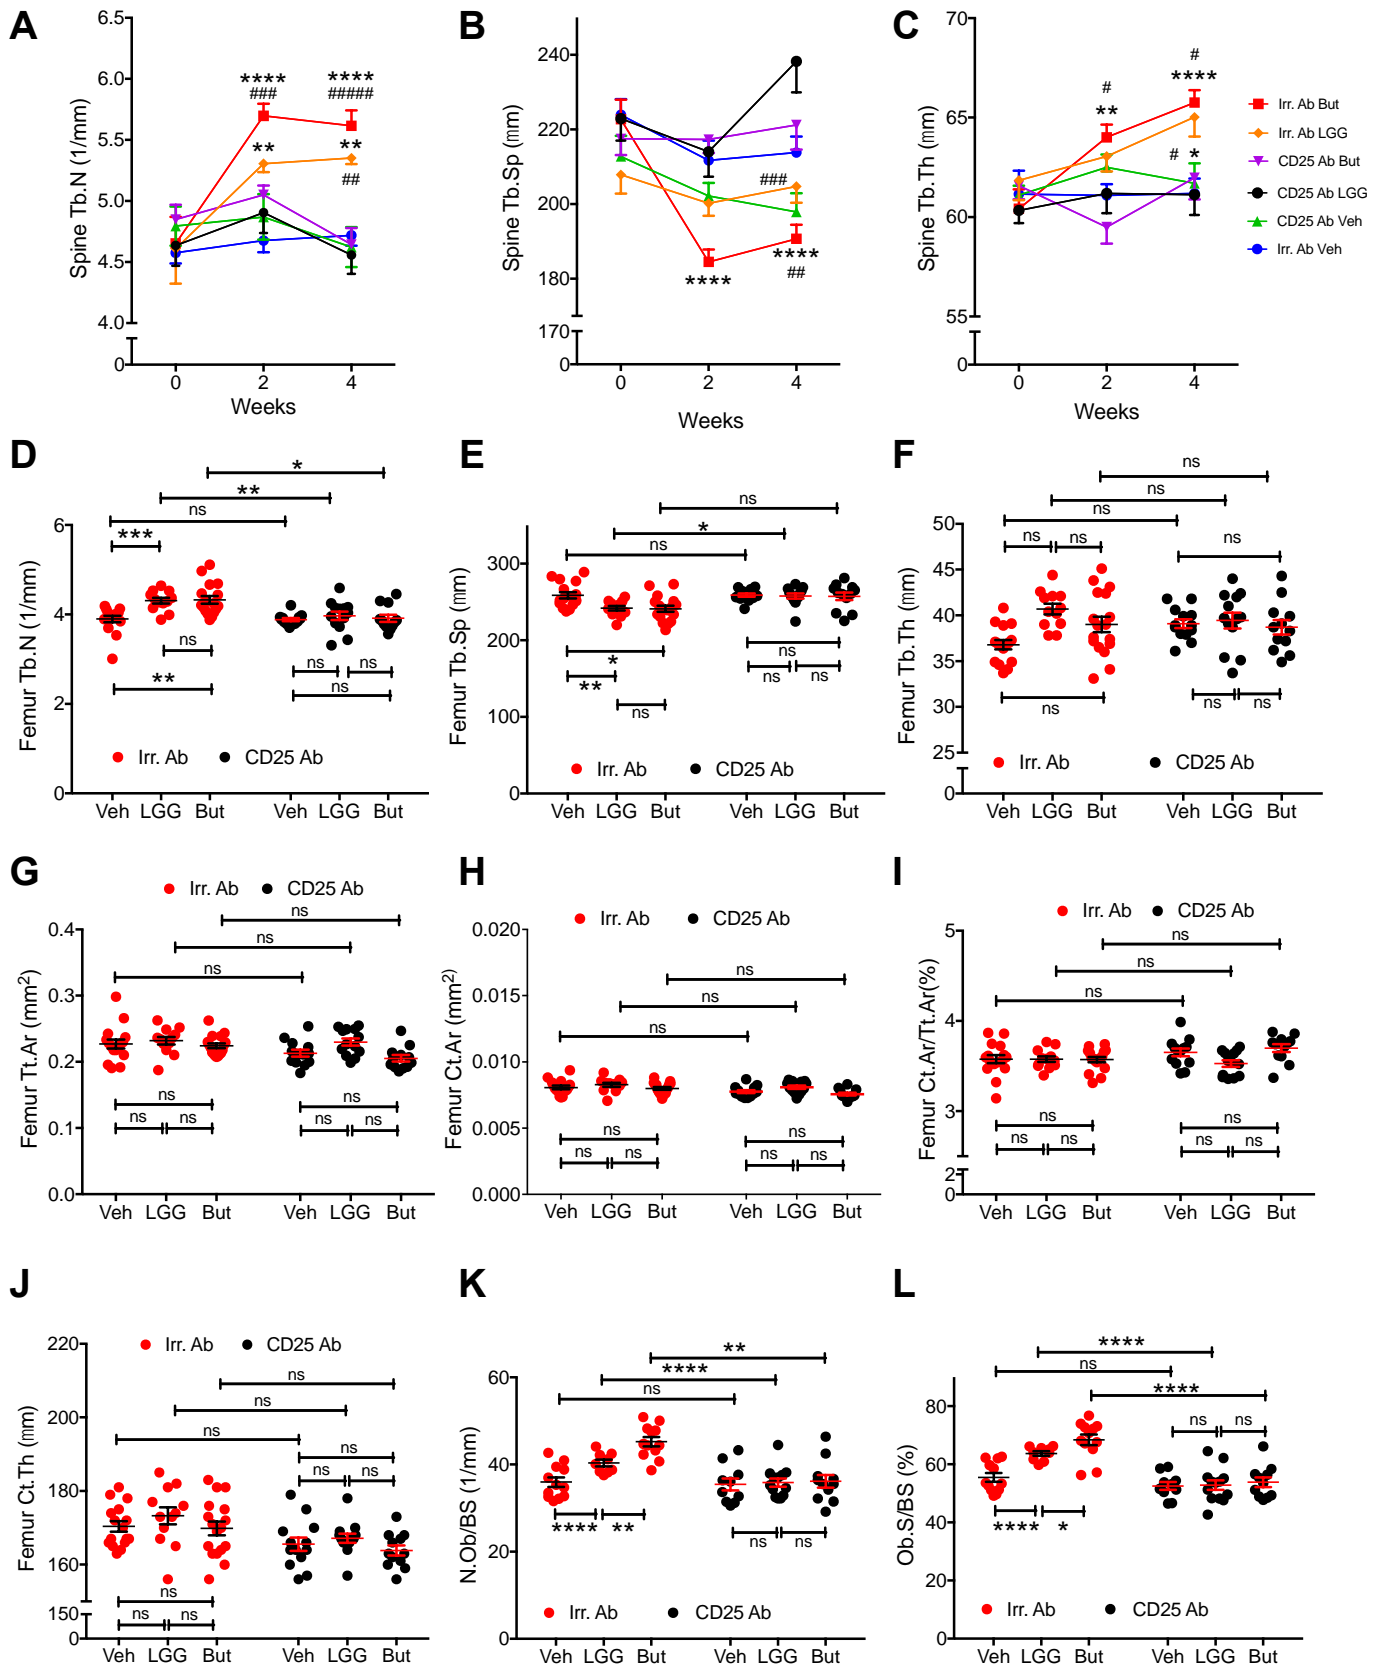 A
Spine Tb.N (1/mm)
6.5
6.0
5.5
5.0
4.5
4.0
0
****
###
****
#####
**
**
##
0 2 4
Weeks
B
Spine Tb.Sp (mm)
240
220
200
180
170
0
###
****
****
##
0 2 4
Weeks
C
Spine Tb.Th (mm)
70
65
60
55
0
#
**
#
****
# *
0 2 4
Weeks
Irr. Ab But
Irr. Ab LGG
CD25 Ab But
CD25 Ab LGG
CD25 Ab Veh
Irr. Ab Veh
D
Femur Tb.N (1/mm)
6
4
2
0
*
**
ns
***
ns
**
ns ns
ns
Irr. Ab CD25 Ab
Veh LGG But Veh LGG But
E
Femur Tb.Sp (mm)
300
200
100
0
ns
*
ns
*
**
ns
ns
ns ns
Irr. Ab CD25 Ab
Veh LGG But Veh LGG But
F
Femur Tb.Th (mm)
50
45
40
35
30
25
0
ns
ns
ns
ns ns
ns
ns
ns ns
Irr. Ab CD25 Ab
Veh LGG But Veh LGG But
G
Irr. Ab CD25 Ab
Femur Tt.Ar (mm²)
0.4
0.3
0.2
0.1
0.0
ns
ns
ns
ns
ns ns
ns
ns ns
Veh LGG But Veh LGG But
H
Irr. Ab CD25 Ab
Femur Ct.Ar (mm²)
0.020
0.015
0.010
0.005
0.000
ns
ns
ns
ns
ns ns
ns
ns ns
Veh LGG But Veh LGG But
I
Irr. Ab CD25 Ab
Femur Ct.Ar/Tt.Ar(%)
5
4
3
2
0
ns
ns
ns
ns
ns ns
ns
ns ns
Veh LGG But Veh LGG But
J
Irr. Ab CD25 Ab
Femur Ct.Th (mm)
220
200
180
160
150
0
ns
ns
ns
ns
ns ns
ns
ns ns
Veh LGG But Veh LGG But
K
N.Ob/BS (1/mm)
60
40
20
0
**
****
ns
**** **
ns ns
Irr. Ab CD25 Ab
Veh LGG But Veh LGG But
L
Ob.S/BS (%)
80
60
40
20
0
****
ns
****
ns ns
**** *
Irr. Ab CD25 Ab
Veh LGG But Veh LGG But